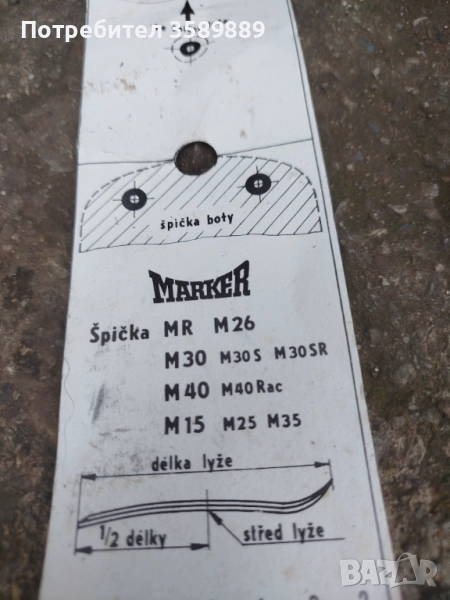 Потребител 3589889
špička boty
MARKER
Špička MR M26
M30 M30S M30SR
M40 M40Rac
M15 M25 M35
délka lyže
1/2 délky
střed lyže
BAZAR